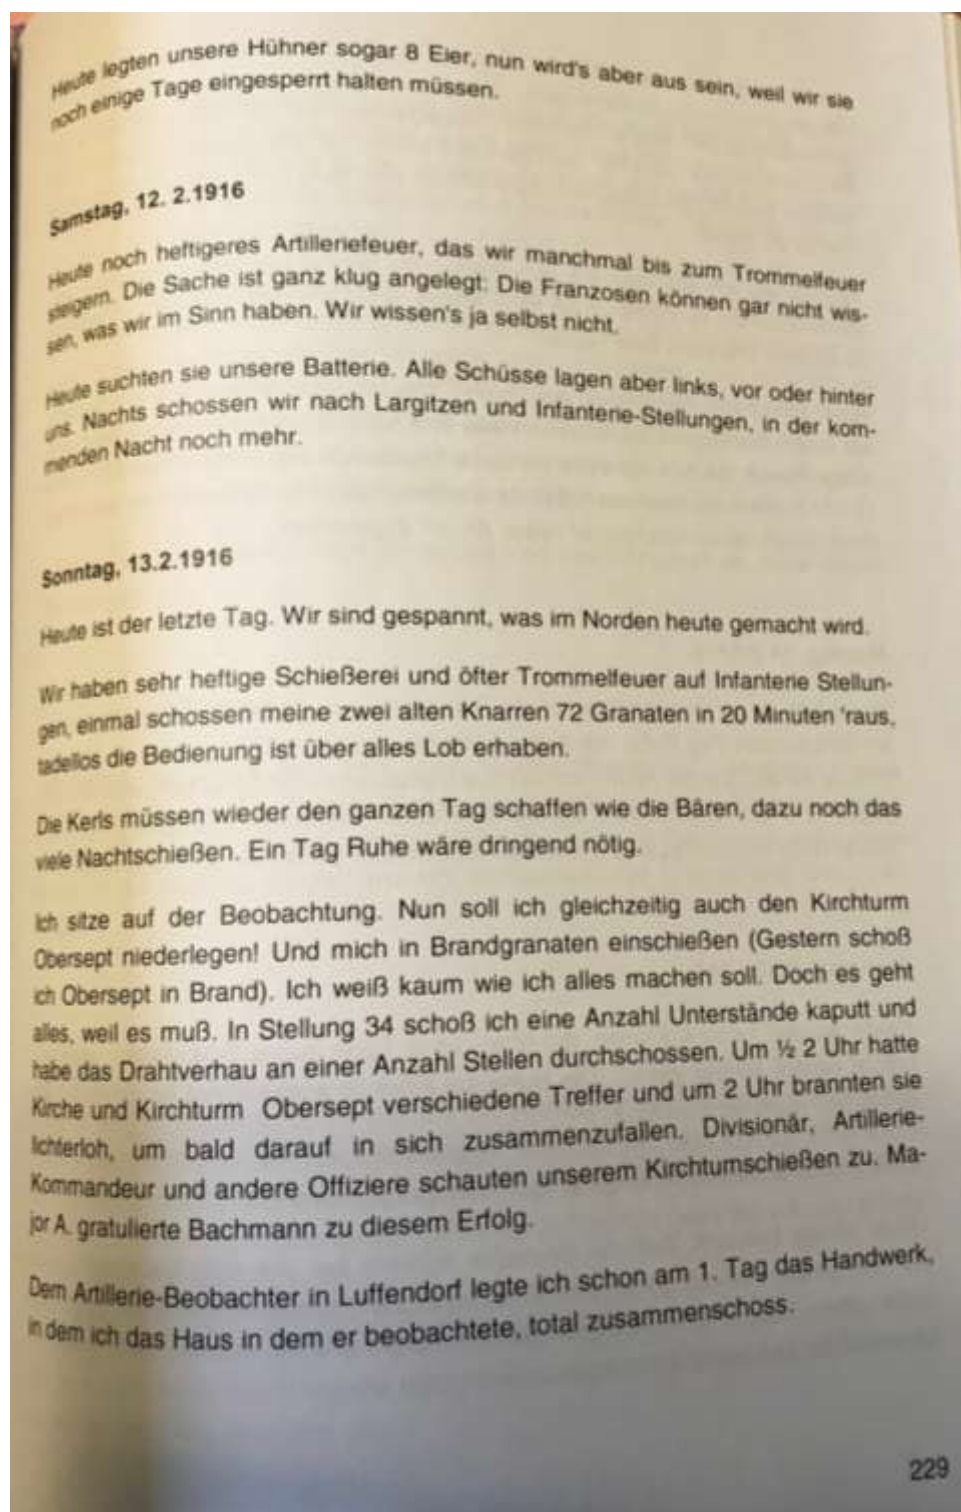 Heute legten unsere Hühner sogar 8 Eier, nun wird's aber aus sein, weil wir sie
noch einige Tage eingesperrt halten müssen.
Samstag, 12. 2.1916
Heute noch heftigeres Artilleriefeuer, das wir manchmal bis zum Trommelfeuer
steigern. Die Sache ist ganz klug angelegt: Die Franzosen können gar nicht wis-
sen, was wir im Sinn haben. Wir wissen's ja selbst nicht.
Heute suchten sie unsere Batterie. Alle Schüsse lagen aber links, vor oder hinter
uns. Nachts schossen wir nach Largitzen und Infanterie-Stellungen, in der kom-
menden Nacht noch mehr.
Sonntag, 13.2.1916
Heute ist der letzte Tag. Wir sind gespannt, was im Norden heute gemacht wird.
Wir haben sehr heftige Schießerei und öfter Trommelfeuer auf Infanterie Stellun-
gen, einmal schossen meine zwei alten Knarren 72 Granaten in 20 Minuten 'raus,
tadellos die Bedienung ist über alles Lob erhaben.
Die Kerls müssen wieder den ganzen Tag schaffen wie die Bären, dazu noch das
viele Nachtschießen. Ein Tag Ruhe wäre dringend nötig.
Ich sitze auf der Beobachtung. Nun soll ich gleichzeitig auch den Kirchturm
Obersept niederlegen! Und mich in Brandgranaten einschießen (Gestern schoß
ich Obersept in Brand). Ich weiß kaum wie ich alles machen soll. Doch es geht
alles, weil es muß. In Stellung 34 schoß ich eine Anzahl Unterstände kaputt und
habe das Drahtverhau an einer Anzahl Stellen durchschossen. Um ½ 2 Uhr hatte
Kirche und Kirchturm Obersept verschiedene Treffer und um 2 Uhr brannten sie
lichterloh, um bald darauf in sich zusammenzufallen. Divisionär, Artillerie-
Kommandeur und andere Offiziere schauten unserem Kirchtumschießen zu. Ma-
jor A. gratulierte Bachmann zu diesem Erfolg.
Dem Artillerie-Beobachter in Luffendorf legte ich schon am 1. Tag das Handwerk,
in dem ich das Haus in dem er beobachtete, total zusammenschoss.
229